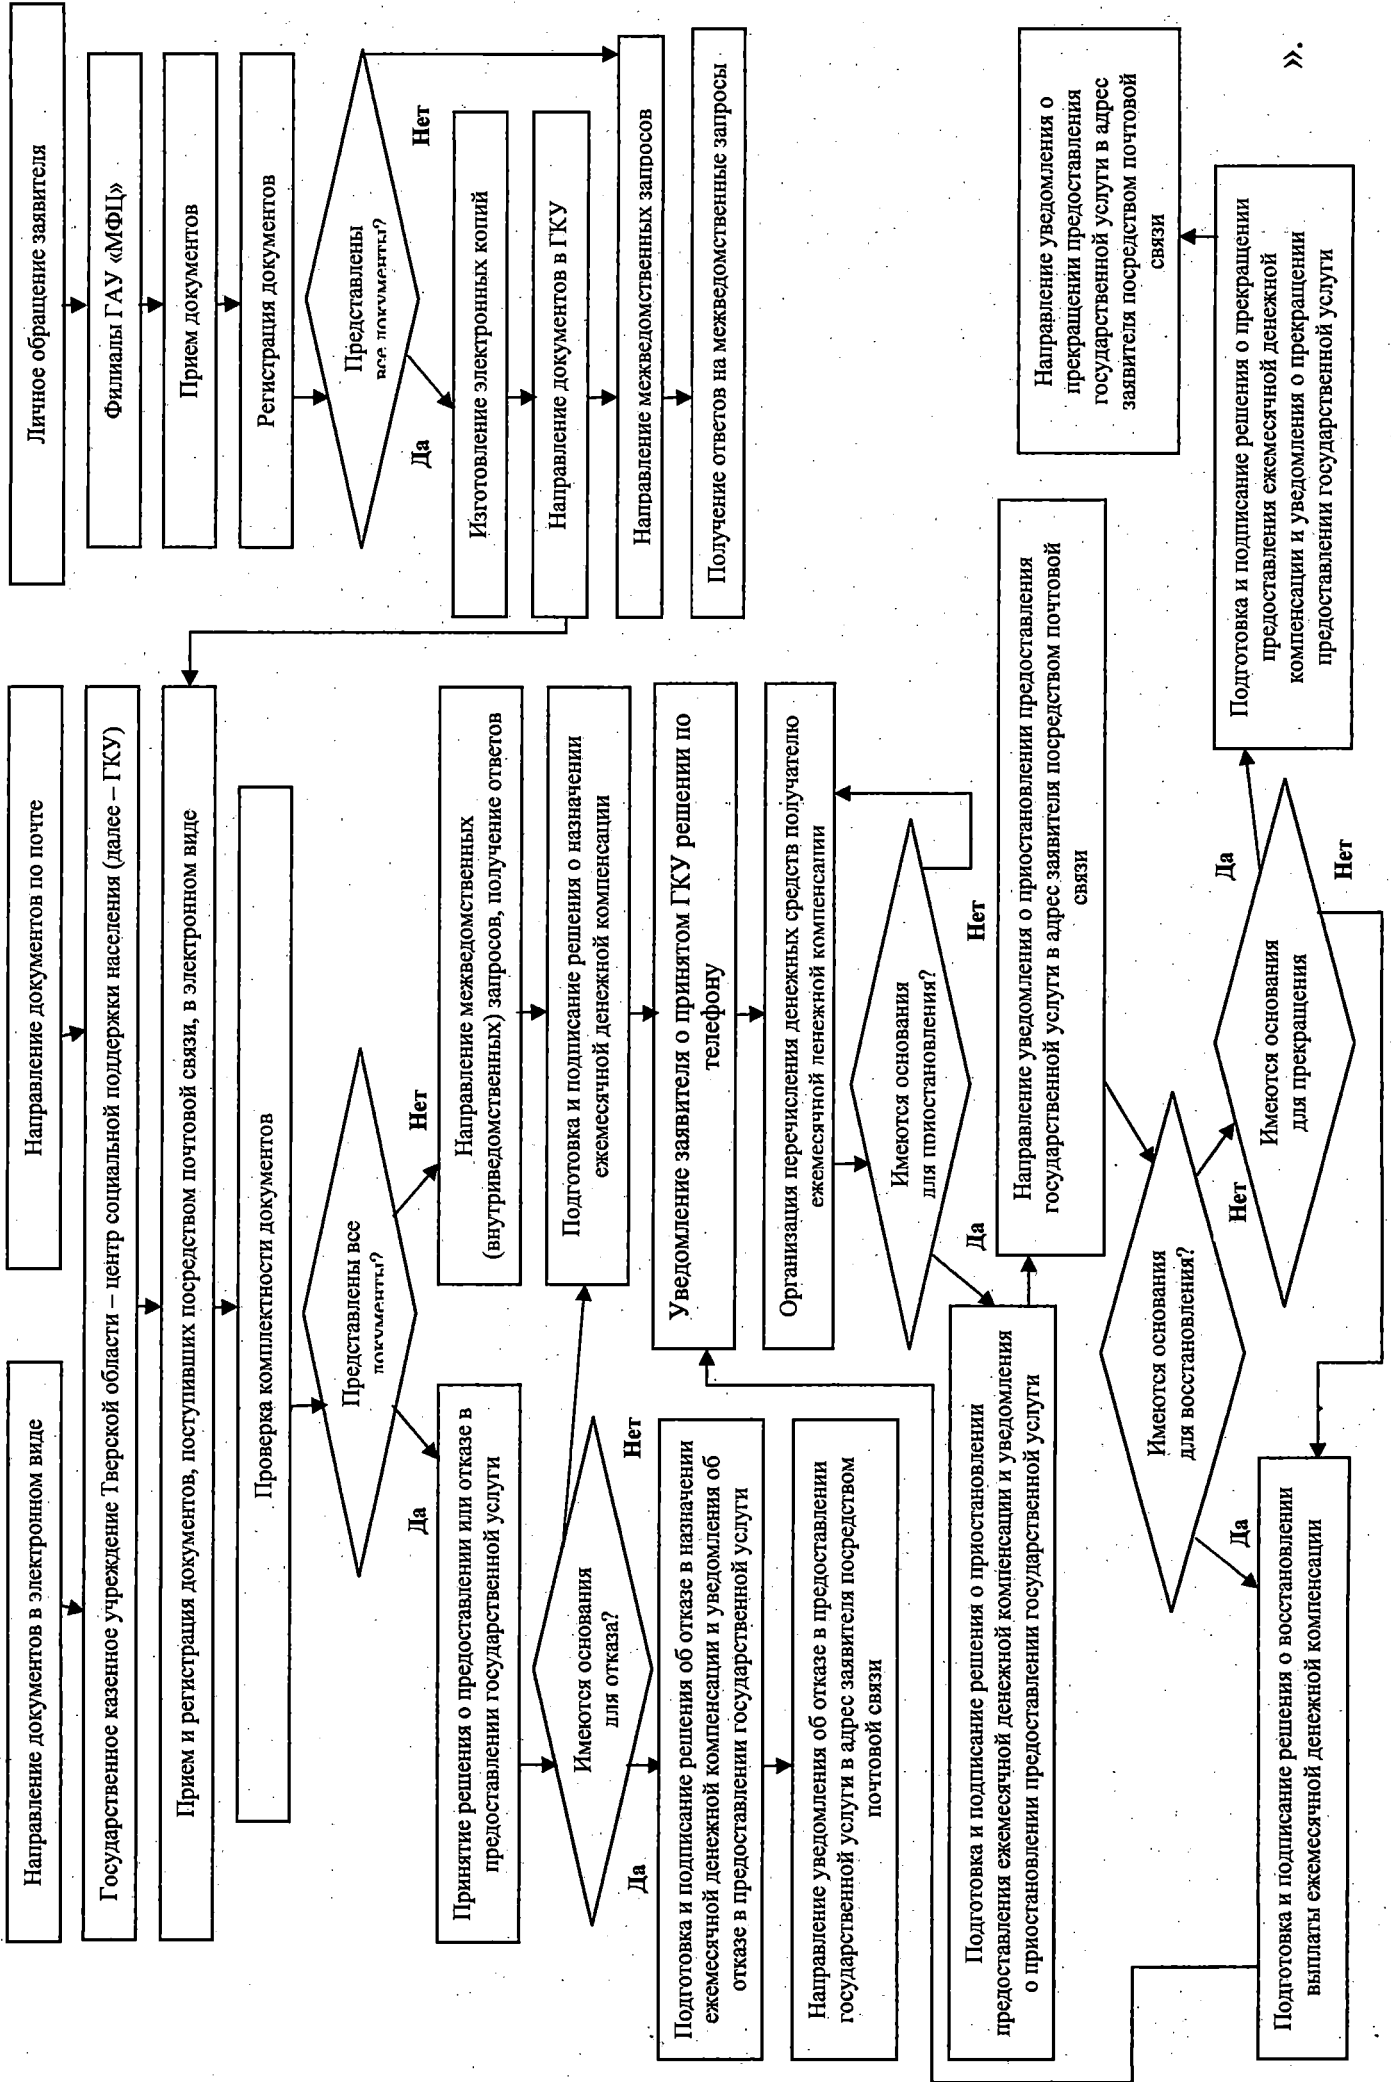 Направление документов в электронном виде
Направление документов по почте
Личное обращение заявителя
Государственное казенное учреждение Тверской области – центр социальной поддержки населения (далее – ГКУ)
Филиалы ГАУ «МФЦ»
Прием и регистрация документов, поступивших посредством почтовой связи, в электронном виде
Прием документов
Проверка комплектности документов
Регистрация документов
Представлены все
документы?
Представлены
все документы?
Да
Нет
Да
Нет
Принятие решения о предоставлении или отказе в
предоставлении государственной услуги
Направление межведомственных
(внутриведомственных) запросов, получение ответов
Изготовление электронных копий
Имеются основания
для отказа?
Подготовка и подписание решения о назначении
ежемесячной денежной компенсации
Направление документов в ГКУ
Да
Нет
Направление межведомственных запросов
Подготовка и подписание решения об отказе в назначении
ежемесячной денежной компенсации и уведомления об
отказе в предоставлении государственной услуги
Уведомление заявителя о принятом ГКУ решении по
телефону
Получение ответов на межведомственные запросы
Направление уведомления об отказе в предоставлении
государственной услуги в адрес заявителя посредством
почтовой связи
Организация перечисления денежных средств получателю
ежемесячной денежной компенсации
Имеются основания
для приостановления?
Да
Нет
Подготовка и подписание решения о приостановлении
предоставления ежемесячной денежной компенсации и уведомления
о приостановлении предоставления государственной услуги
Направление уведомления о приостановлении предоставления
государственной услуги в адрес заявителя посредством почтовой
связи
Направление уведомления о
прекращении предоставления
государственной услуги в адрес
заявителя посредством почтовой
связи
Имеются основания
для восстановления?
Да
Нет
Имеются основания
для прекращения?
Да
Нет
Подготовка и подписание решения о прекращении
предоставления ежемесячной денежной
компенсации и уведомления о прекращении
предоставлении государственной услуги
Подготовка и подписание решения о восстановлении
выплаты ежемесячной денежной компенсации
».